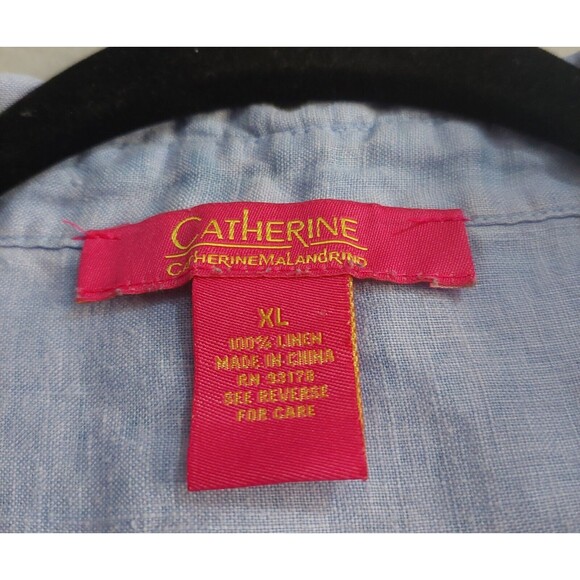 CATHERINE
CATHERINEMALANDRINO
XL
100% LINEN
MADE IN CHINA
RN 93178
SEE REVERSE
FOR CARE